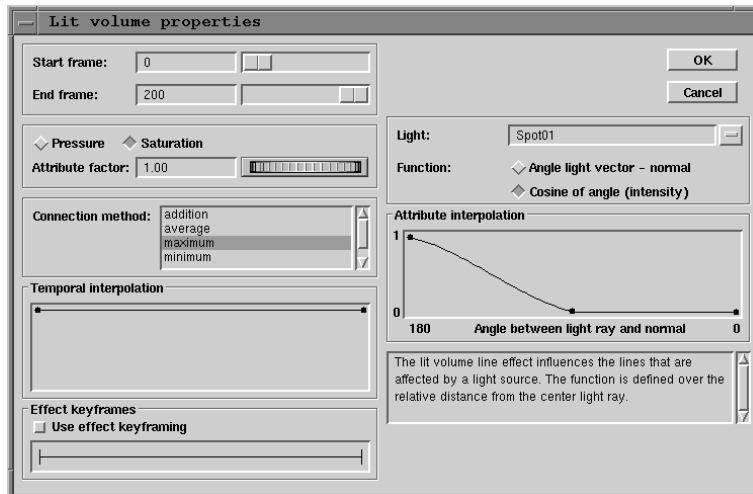 Lit volume properties
Start frame: 0
End frame: 200
OK
Cancel
Pressure Saturation
Attribute factor: 1.00
Light: Spot01
Function: Angle light vector - normal
Cosine of angle (intensity)
Connection method: addition
average
maximum
minimum
Attribute interpolation
1
0
180 Angle between light ray and normal 0
Temporal interpolation
The lit volume line effect influences the lines that are
affected by a light source. The function is defined over the
relative distance from the center light ray.
Effect keyframes
Use effect keyframing